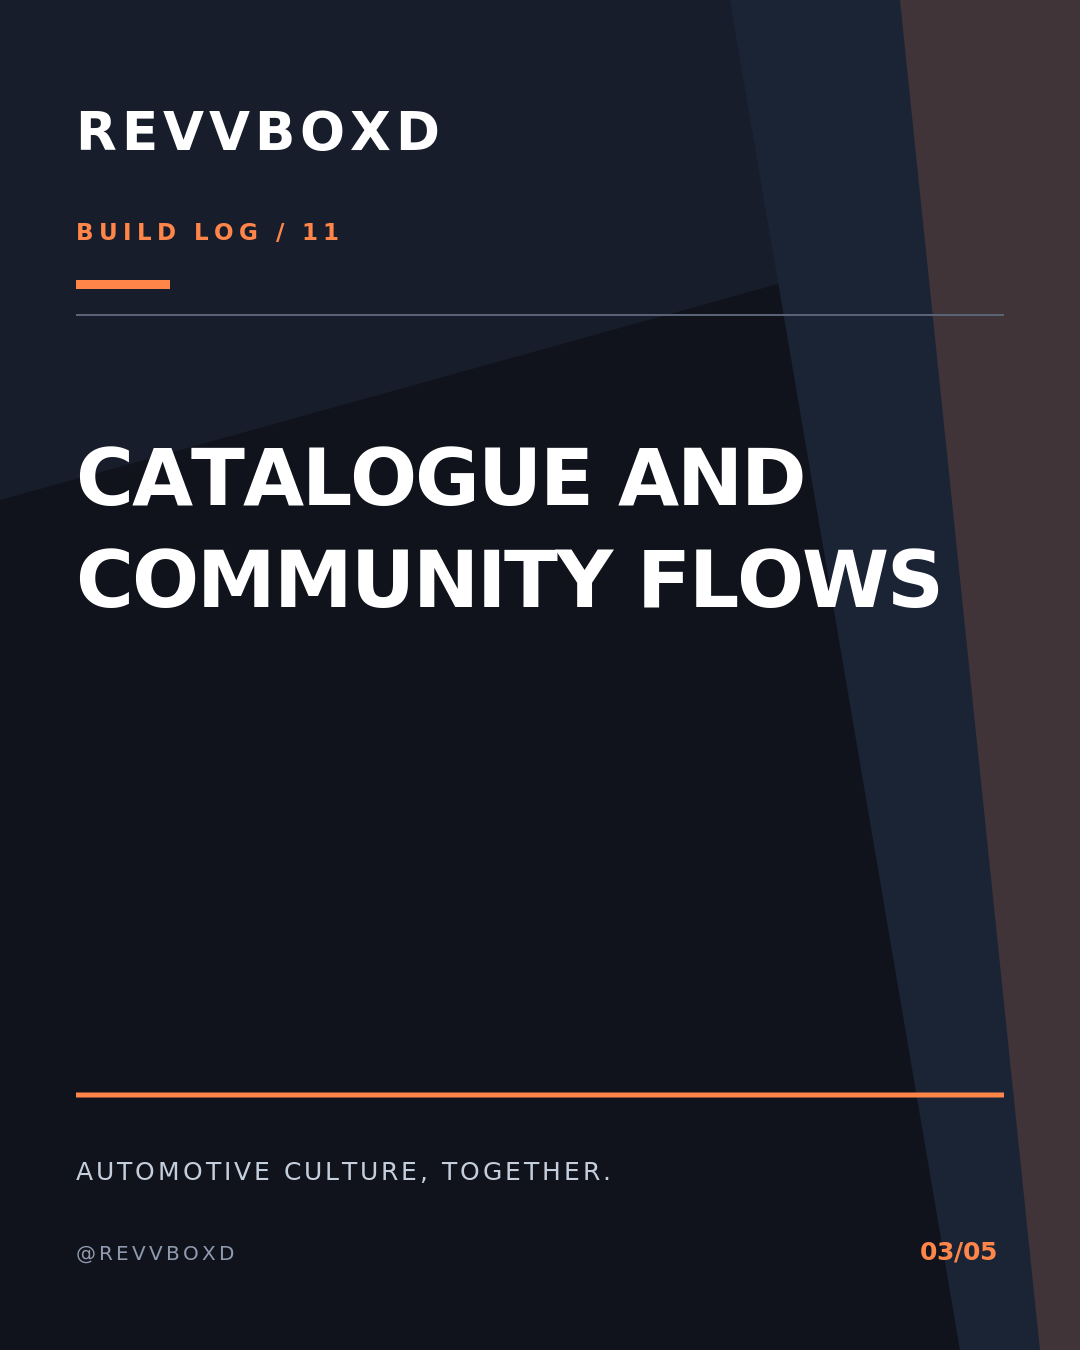 REVVBOXD
BUILD LOG / 11
CATALOGUE AND
COMMUNITY FLOWS
AUTOMOTIVE CULTURE, TOGETHER.
@REVVBOXD
03/05